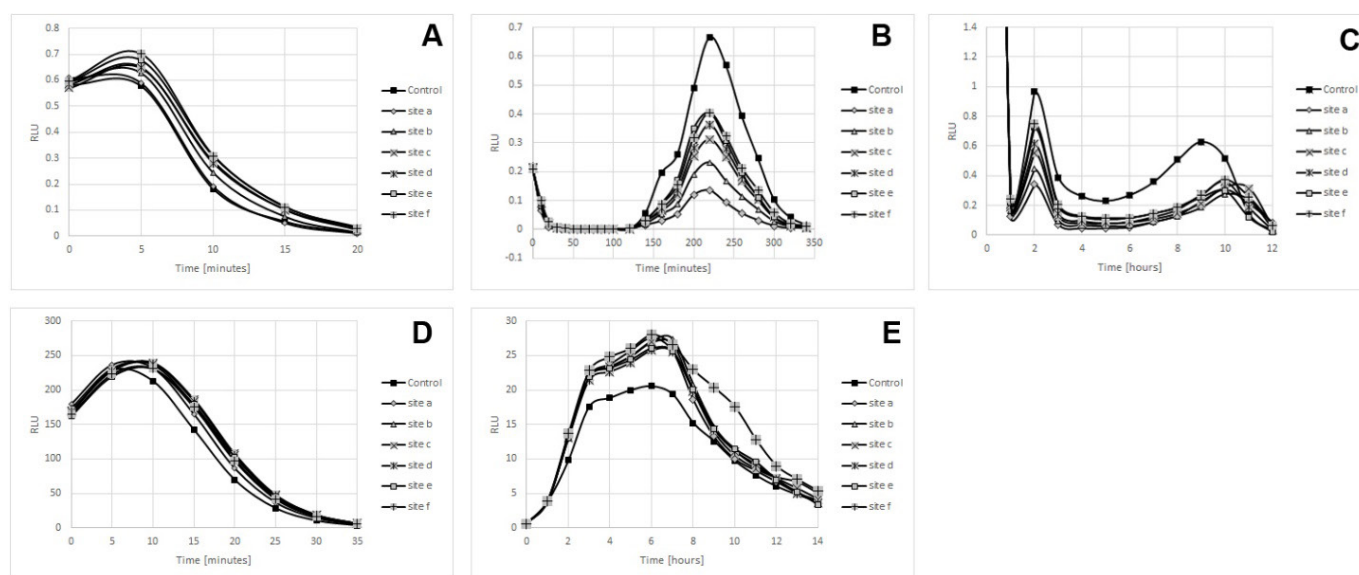 A
0.8
0.7
0.6
0.5
0.4
0.3
0.2
0.1
0
RLU
0 5 10 15 20
Time [minutes]
Control
site a
site b
site c
site d
site e
site f
B
0.7
0.6
0.5
0.4
0.3
0.2
0.1
0
-0.1
RLU
0 50 100 150 200 250 300 350
Time [minutes]
Control
site a
site b
site c
site d
site e
site f
C
1.4
1.2
1
0.8
0.6
0.4
0.2
0
RLU
0 2 4 6 8 10 12
Time [hours]
Control
site a
site b
site c
site d
site e
site f
D
300
250
200
150
100
50
0
RLU
0 5 10 15 20 25 30 35
Time [minutes]
Control
site a
site b
site c
site d
site e
site f
E
30
25
20
15
10
5
0
RLU
0 2 4 6 8 10 12 14
Time [hours]
Control
site a
site b
site c
site d
site e
site f